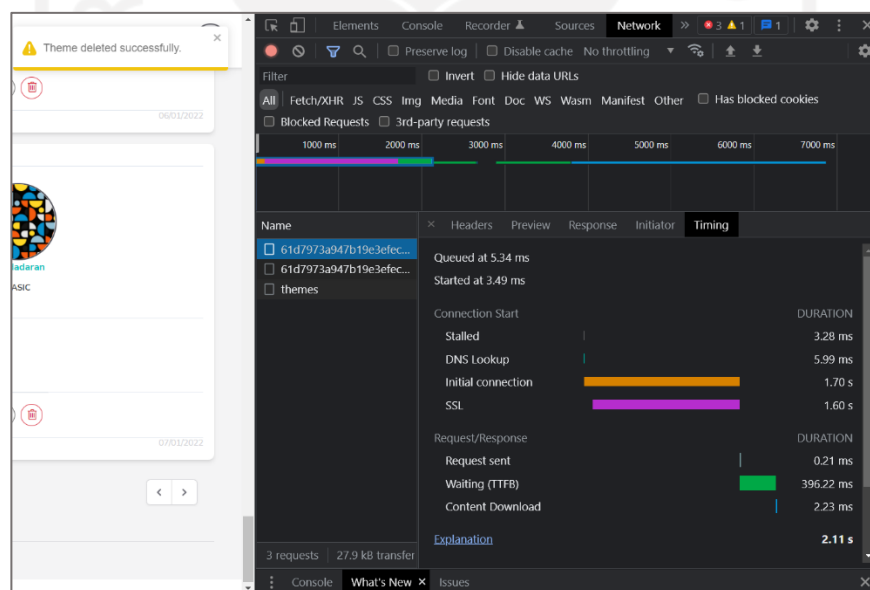 Theme deleted successfully.
06/01/2022
ladaran
ASIC
07/01/2022
Elements Console Recorder Sources Network » 3 1 1
Preserve log Disable cache No throttling
Filter Invert Hide data URLs
All Fetch/XHR JS CSS Img Media Font Doc WS Wasm Manifest Other Has blocked cookies
Blocked Requests 3rd-party requests
1000 ms 2000 ms 3000 ms 4000 ms 5000 ms 6000 ms 7000 ms
Name × Headers Preview Response Initiator Timing
61d7973a947b19e3efec...
61d7973a947b19e3efec...
themes
Queued at 5.34 ms
Started at 3.49 ms
Connection Start DURATION
Stalled 3.28 ms
DNS Lookup 5.99 ms
Initial connection 1.70 s
SSL 1.60 s
Request/Response DURATION
Request sent 0.21 ms
Waiting (TTFB) 396.22 ms
Content Download 2.23 ms
Explanation 2.11 s
3 requests 27.9 kB transfer
Console What's New × Issues